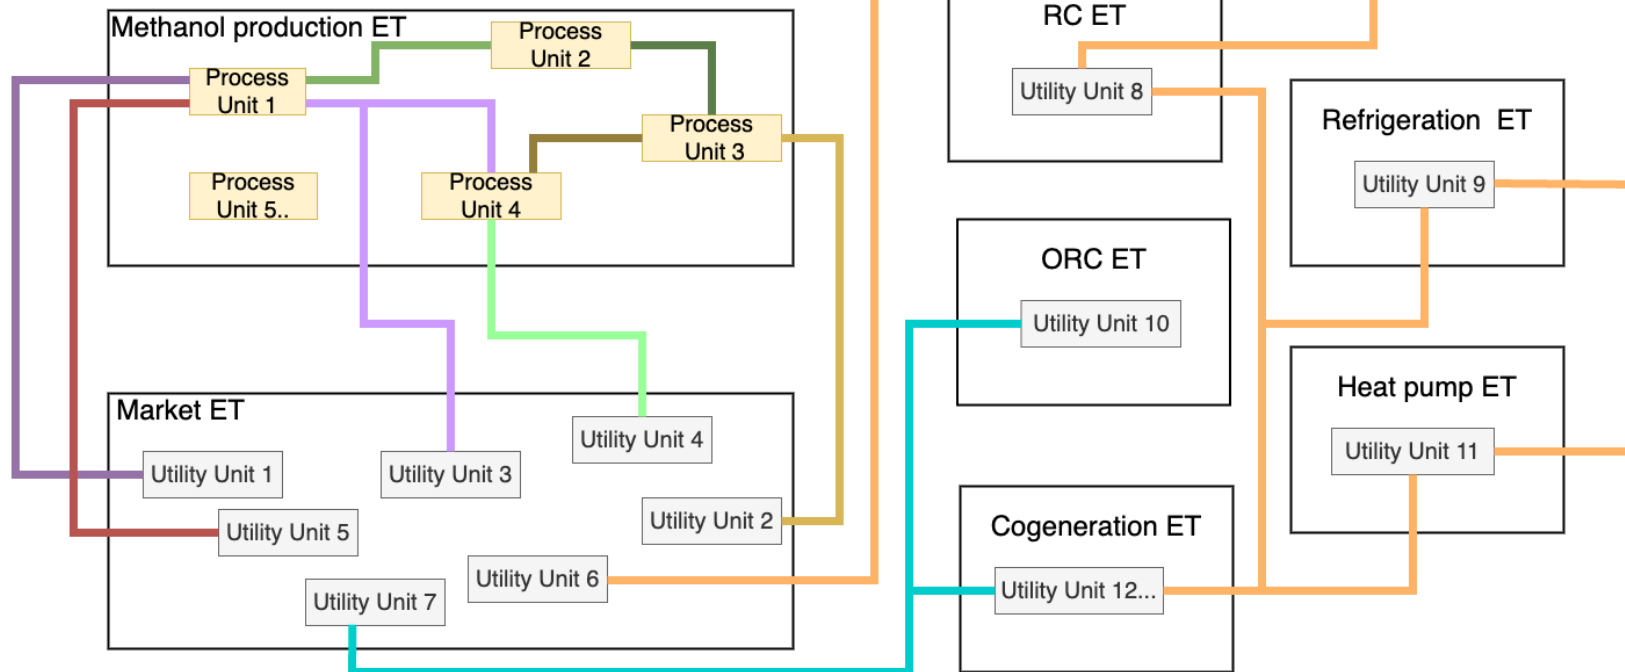 Methanol production ET
Process
Unit 2
Process
Unit 1
Process
Unit 3
Process
Unit 5..
Process
Unit 4
Market ET
Utility Unit 4
Utility Unit 1
Utility Unit 3
Utility Unit 2
Utility Unit 5
Utility Unit 6
Utility Unit 7
RC ET
Utility Unit 8
Refrigeration  ET
Utility Unit 9
ORC ET
Utility Unit 10
Heat pump ET
Utility Unit 11
Cogeneration ET
Utility Unit 12...